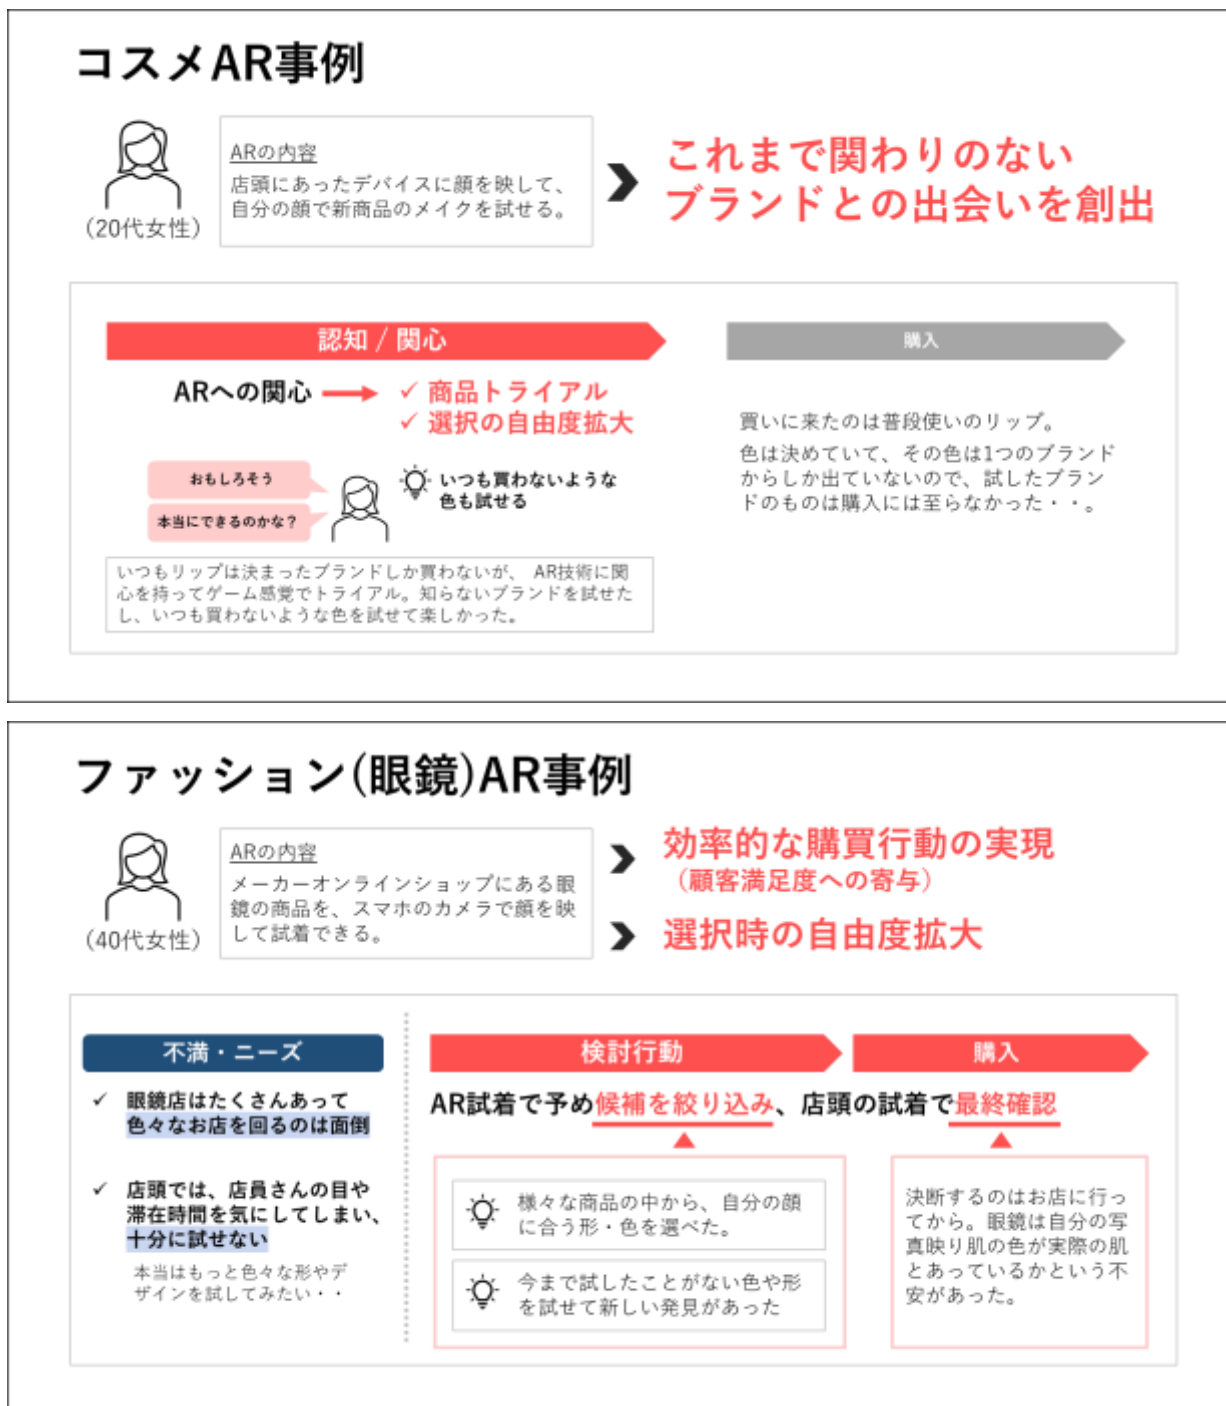 コスメAR事例
(20代女性)
ARの内容
店頭にあったデバイスに顔を映して、
自分の顔で新商品のメイクを試せる。
これまで関わりのない
ブランドとの出会いを創出
認知 / 関心
ARへの関心
✓ 商品トライアル
✓ 選択の自由度拡大
おもしろそう
本当にできるのかな？
いつも買わないような
色も試せる
いつもリップは決まったブランドしか買わないが、 AR技術に関
心を持ってゲーム感覚でトライアル。知らないブランドを試せた
し、いつも買わないような色を試せて楽しかった。
購入
買いに来たのは普段使いのリップ。
色は決めていて、その色は1つのブランド
からしか出ていないので、試したブラン
ドのものは購入には至らなかった・・。
ファッション(眼鏡)AR事例
(40代女性)
ARの内容
メーカーオンラインショップにある眼
鏡の商品を、スマホのカメラで顔を映
して試着できる。
効率的な購買行動の実現
（顧客満足度への寄与）
選択時の自由度拡大
不満・ニーズ
✓ 眼鏡店はたくさんあって
色々なお店を回るのは面倒
✓ 店頭では、店員さんの目や
滞在時間を気にしてしまい、
十分に試せない
本当はもっと色々な形やデ
ザインを試してみたい・・
検討行動
購入
AR試着で予め候補を絞り込み、店頭の試着で最終確認
様々な商品の中から、自分の顔
に合う形・色を選べた。
今まで試したことがない色や形
を試せて新しい発見があった
決断するのはお店に行っ
てから。眼鏡は自分の写
真映り肌の色が実際の肌
とあっているかという不
安があった。